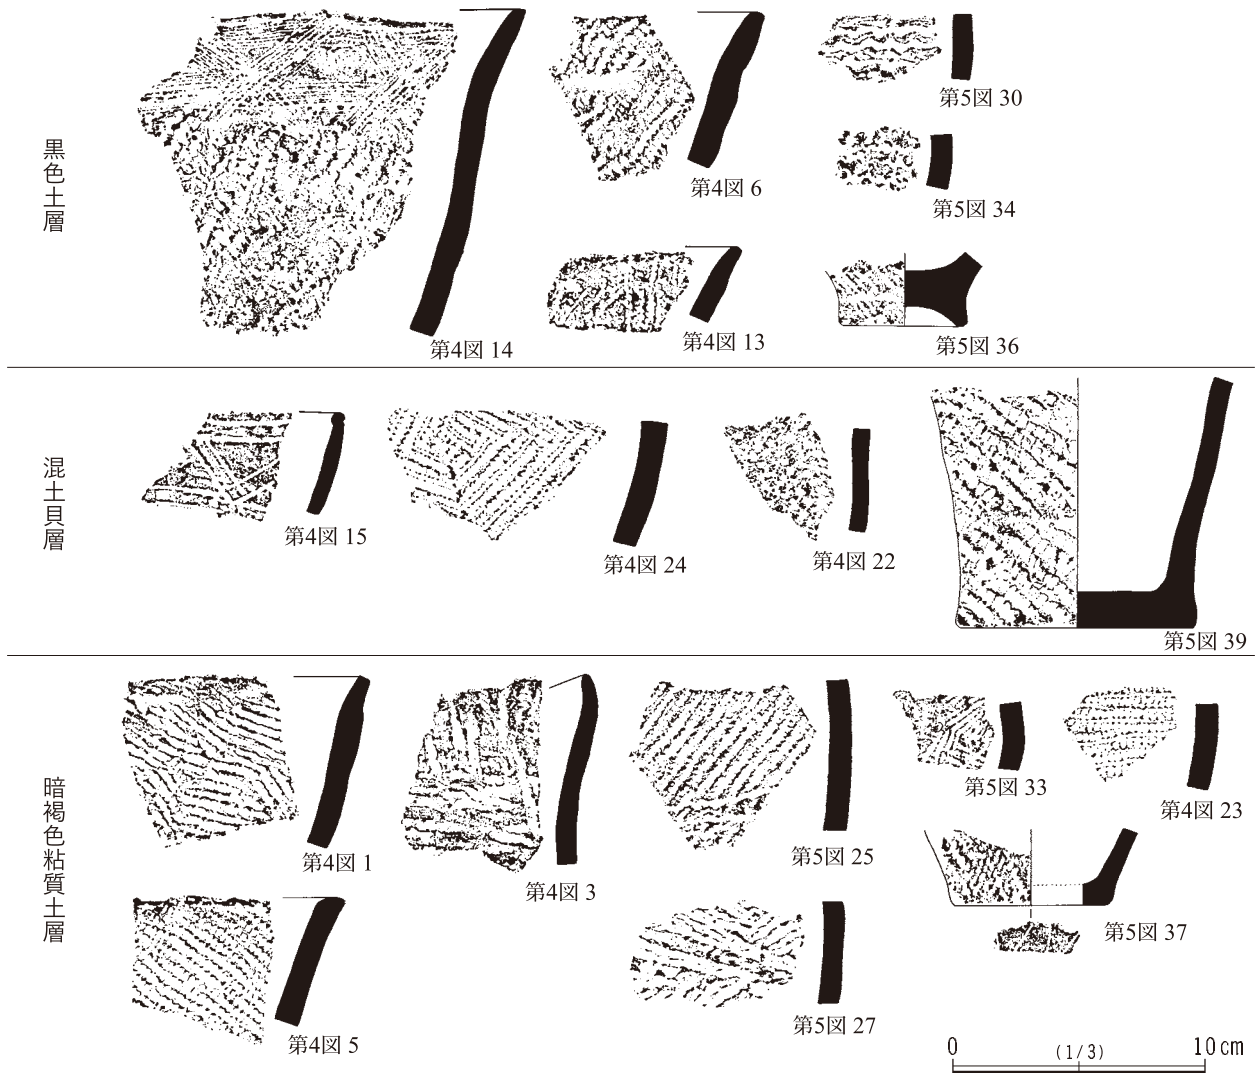 黒色土層
第4図 14
第4図 6
第4図 13
第5図 30
第5図 34
第5図 36
混土貝層
第4図 15
第4図 24
第4図 22
第5図 39
暗褐色粘質土層
第4図 1
第4図 3
第5図 25
第5図 33
第4図 23
第4図 5
第5図 27
第5図 37
0
(1/3)
10cm